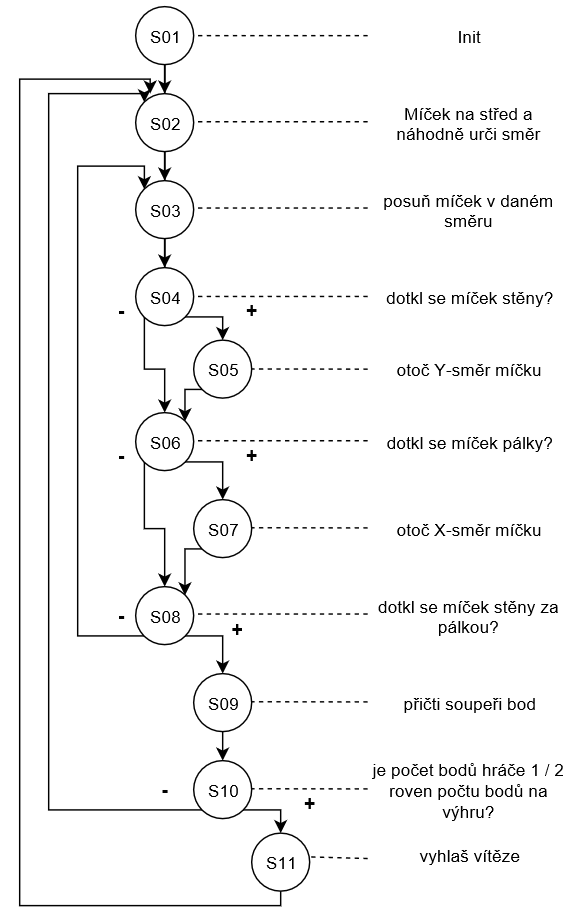 S01
Init
S02
Míček na střed a
náhodně urči směr
S03
posuň míček v daném
směru
S04
dotkl se míček stěny?
-
+
S05
otoč Y-směr míčku
S06
dotkl se míček pálky?
-
+
S07
otoč X-směr míčku
S08
dotkl se míček stěny za
pálkou?
-
+
S09
přičti soupeři bod
S10
je počet bodů hráče 1 / 2
roven počtu bodů na
výhru?
-
+
S11
vyhlaš vítěze